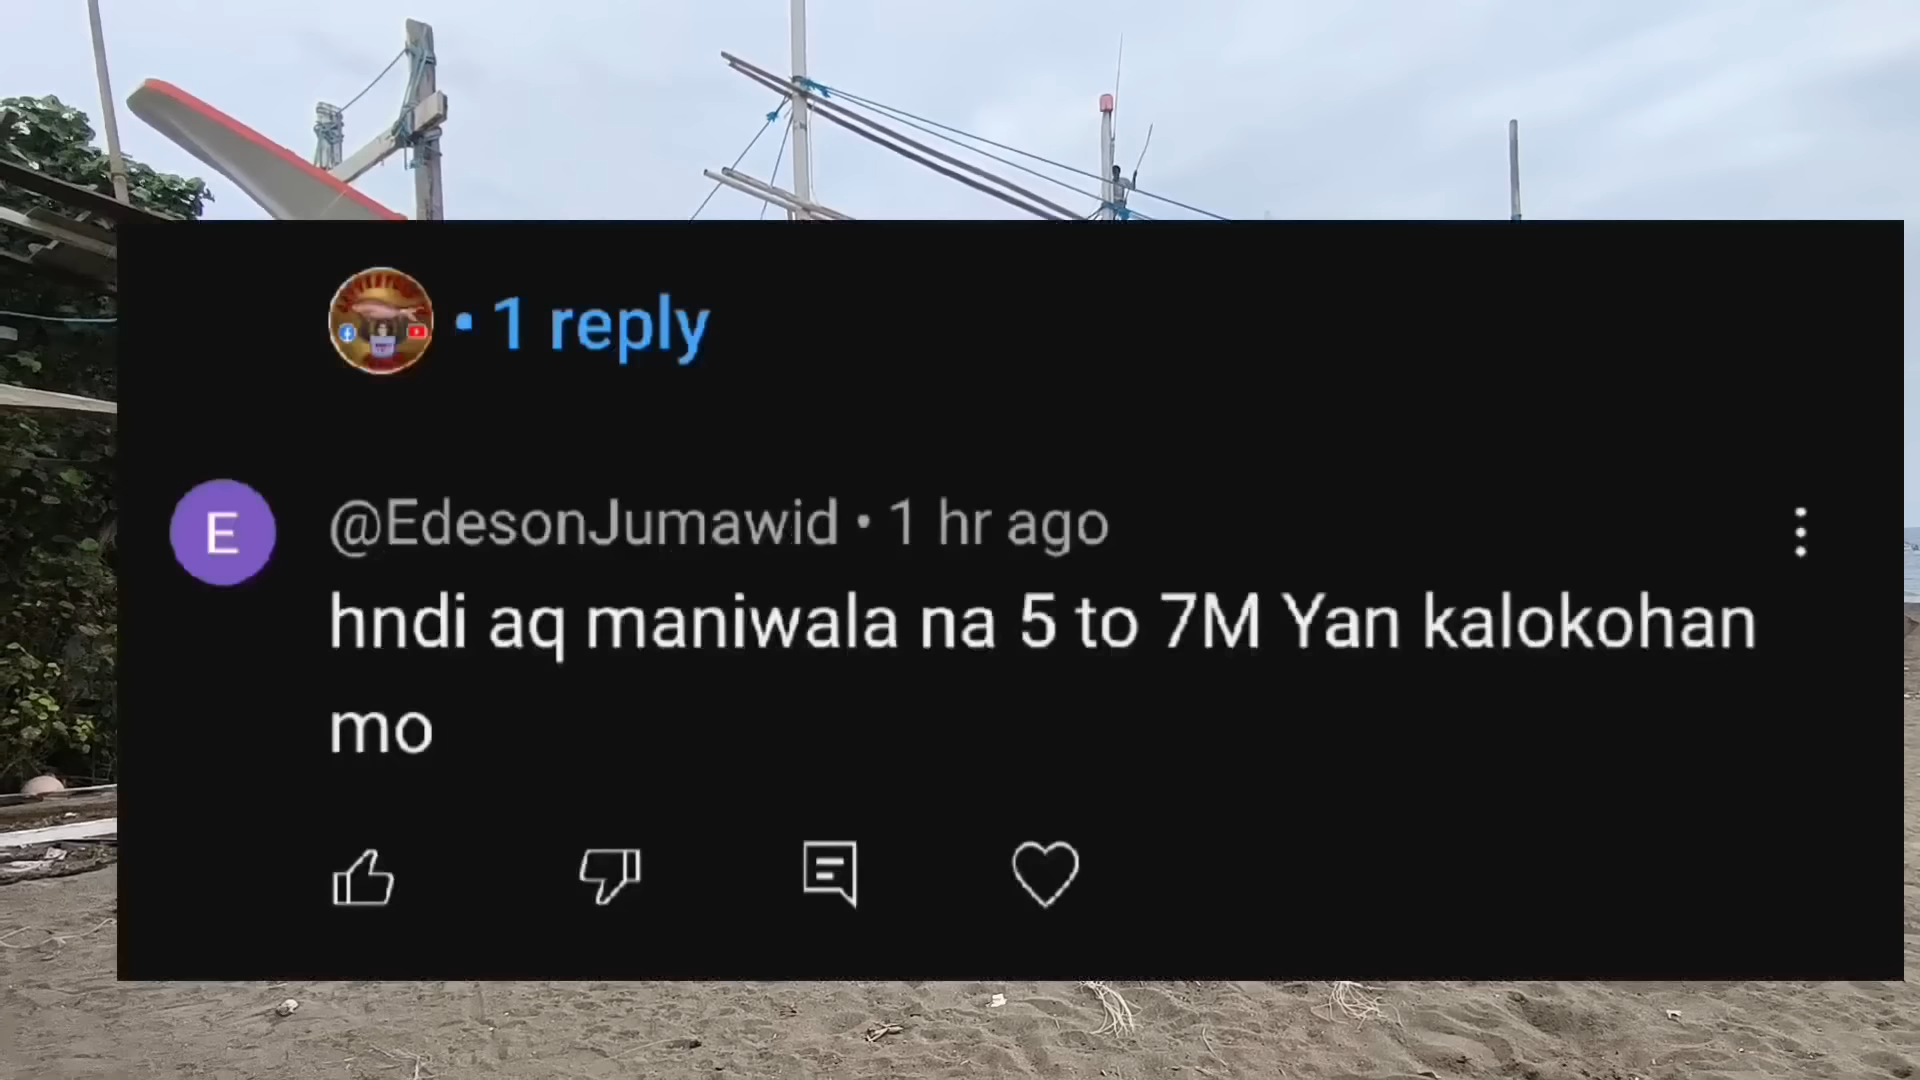 • 1 reply
E
@EdesonJumawid • 1 hr ago
hndi aq maniwala na 5 to 7M Yan kalokohan
mo